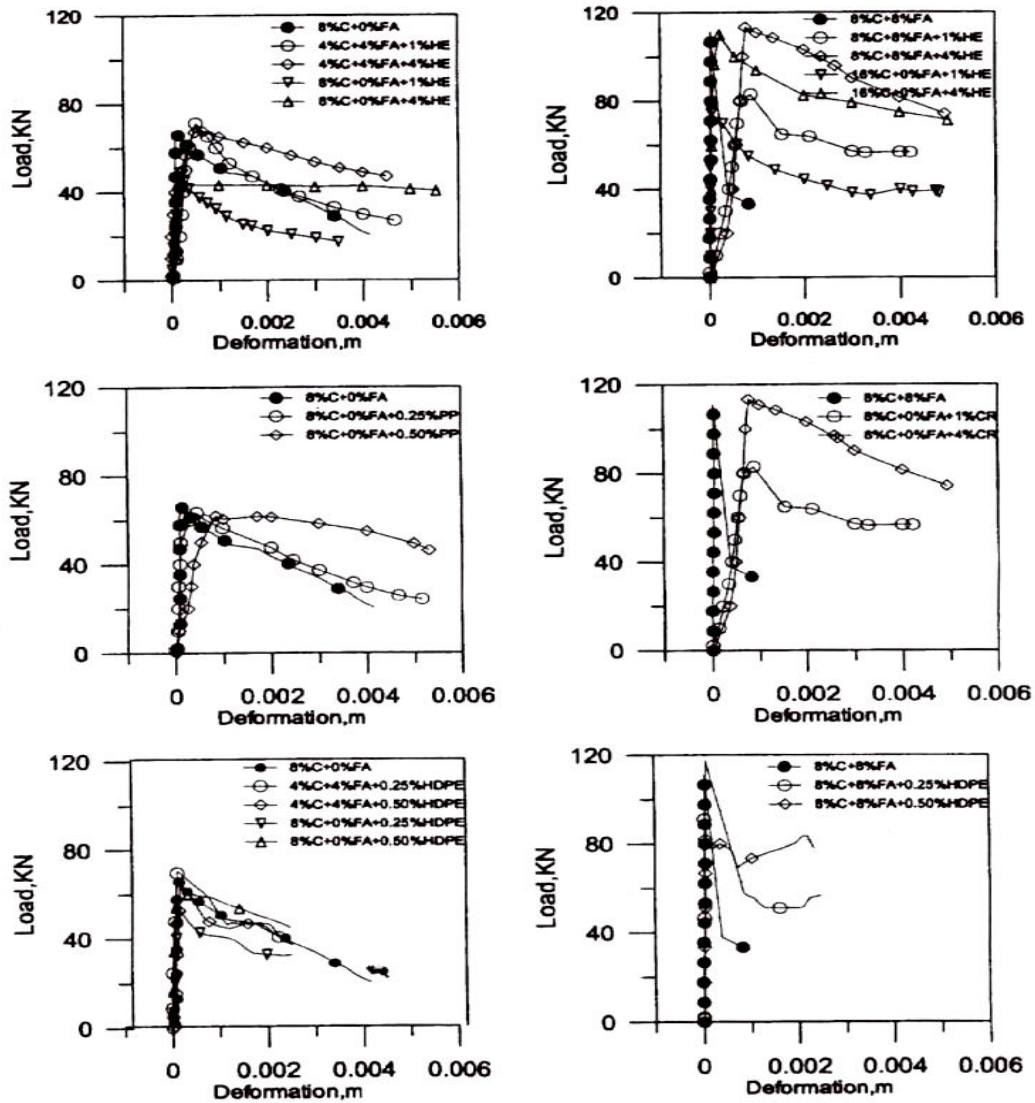 120
80
40
0
Load,KN
8%C+0%FA
4%C+4%FA+1%HE
4%C+4%FA+4%HE
8%C+0%FA+1%HE
8%C+0%FA+4%HE
0 0.002 0.004 0.006
Deformation,m
120
80
40
0
Load,KN
8%C+8%FA
8%C+8%FA+1%HE
8%C+8%FA+4%HE
16%C+0%FA+1%HE
16%C+0%FA+4%HE
0 0.002 0.004 0.006
Deformation,m
120
80
40
0
Load,KN
8%C+0%FA
8%C+0%FA+0.25%PP
8%C+0%FA+0.50%PP
0 0.002 0.004 0.006
Deformation,m
120
80
40
0
Load,KN
8%C+8%FA
8%C+0%FA+1%CR
8%C+0%FA+4%CR
0 0.002 0.004 0.006
Deformation,m
120
80
40
0
Load,KN
8%C+0%FA
4%C+4%FA+0.25%HDPE
4%C+4%FA+0.50%HDPE
8%C+0%FA+0.25%HDPE
8%C+0%FA+0.50%HDPE
0 0.002 0.004 0.006
Deformation,m
120
80
40
0
Load,KN
8%C+8%FA
8%C+8%FA+0.25%HDPE
8%C+8%FA+0.50%HDPE
0 0.002 0.004 0.006
Deformation,m